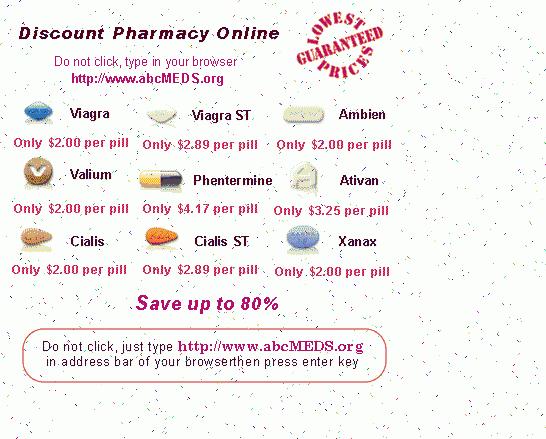 Discount Pharmacy Online
LOWEST
GUARANTEED
PRICES
Do not click, type in your browser
http://www.abcMEDS.org
Viagra Viagra ST Ambien
Only $2.00 per pill Only $2.89 per pill Only $2.00 per pill
Valium Phentermine Ativan
Only $2.00 per pill Only $4.17 per pill Only $3.25 per pill
Cialis Cialis ST Xanax
Only $2.00 per pill Only $2.89 per pill Only $2.00 per pill
Save up to 80%
Do not click, just type http://www.abcMEDS.org
in address bar of your browserthen press enter key